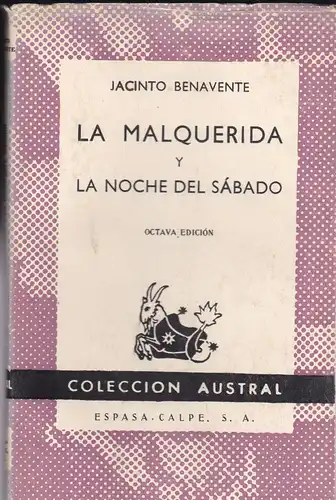 JACINTO BENAVENTE
LA MALQUERIDA
Y
LA NOCHE DEL SÁBADO
OCTAVA EDICIÓN
COLECCION AUSTRAL
ESPASA-CALPE, S. A.